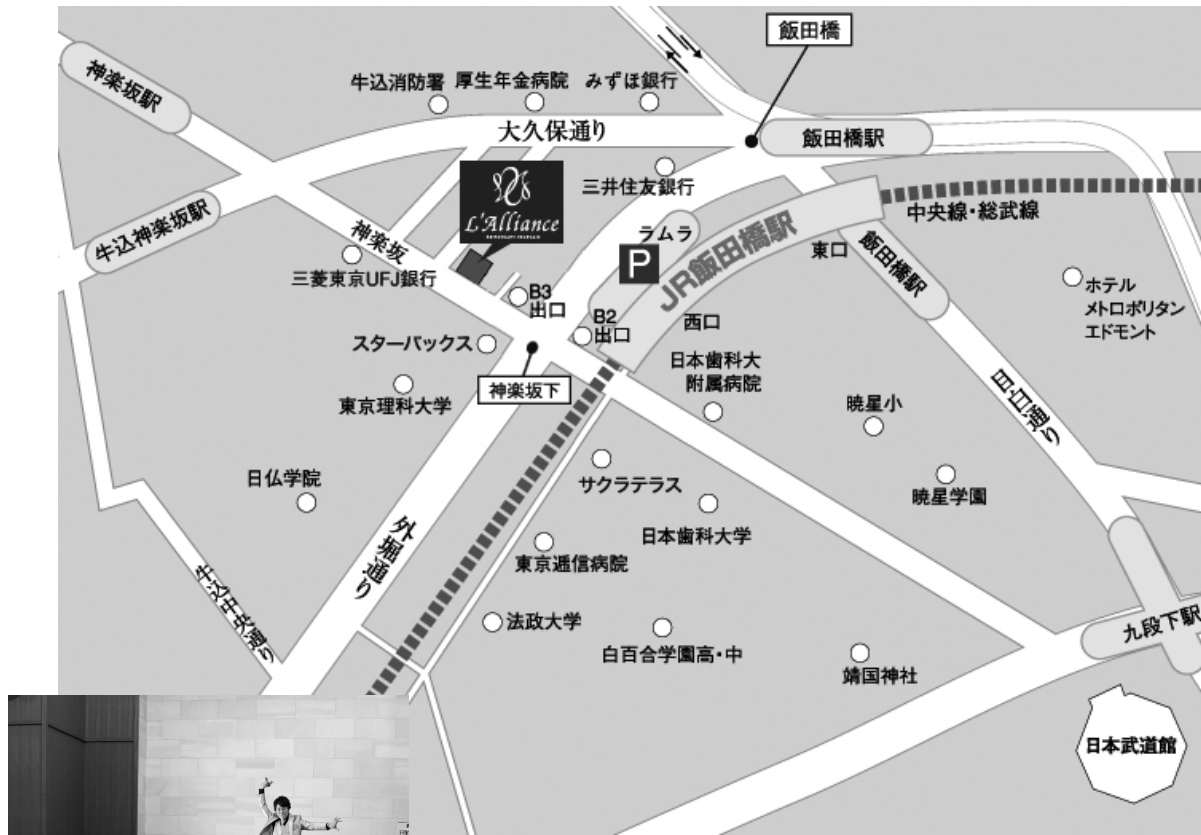 飯田橋
神楽坂駅
牛込消防署
厚生年金病院
みずほ銀行
大久保通り
飯田橋駅
三井住友銀行
L'Alliance
牛込神楽坂駅
神楽坂
ラムラ
P
JR飯田橋駅
中央線・総武線
東口
飯田橋駅
三菱東京UFJ銀行
B3
出口
B2
出口
西口
ホテル
メトロポリタン
エドモント
スターバックス
神楽坂下
日本歯科大
附属病院
東京理科大学
暁星小
目白通り
日仏学院
サクラテラス
暁星学園
外堀通り
日本歯科大学
東京逓信病院
牛込中央通り
法政大学
白百合学園高・中
靖国神社
九段下駅
日本武道館